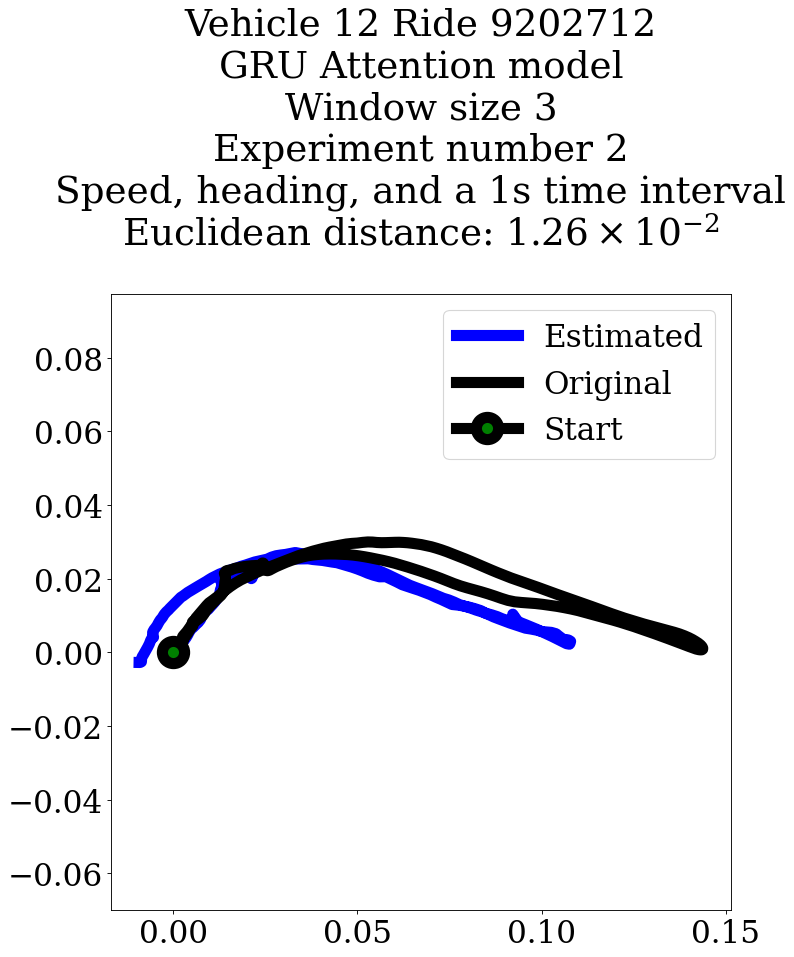 Vehicle 12 Ride 9202712
GRU Attention model
Window size 3
Experiment number 2
Speed, heading, and a 1s time interval
Euclidean distance: 1.26 × 10⁻²
Estimated
Original
Start
0.08
0.06
0.04
0.02
0.00
−0.02
−0.04
−0.06
0.00 0.05 0.10 0.15